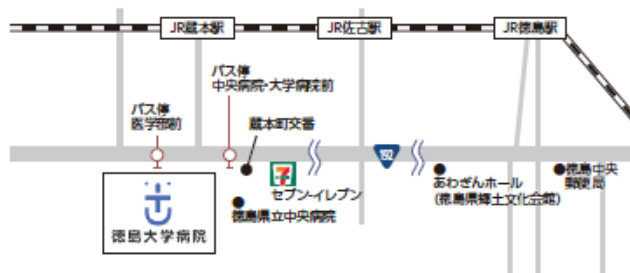 JR蔵本駅
JR佐古駅
JR徳島駅
バス停
中央病院・大学病院前
バス停
医学部前
蔵本町交番
192
7
セブン-イレブン
徳島県立中央病院
徳島大学病院
あわぎんホール
(徳島県郷土文化会館)
徳島中央
郵便局